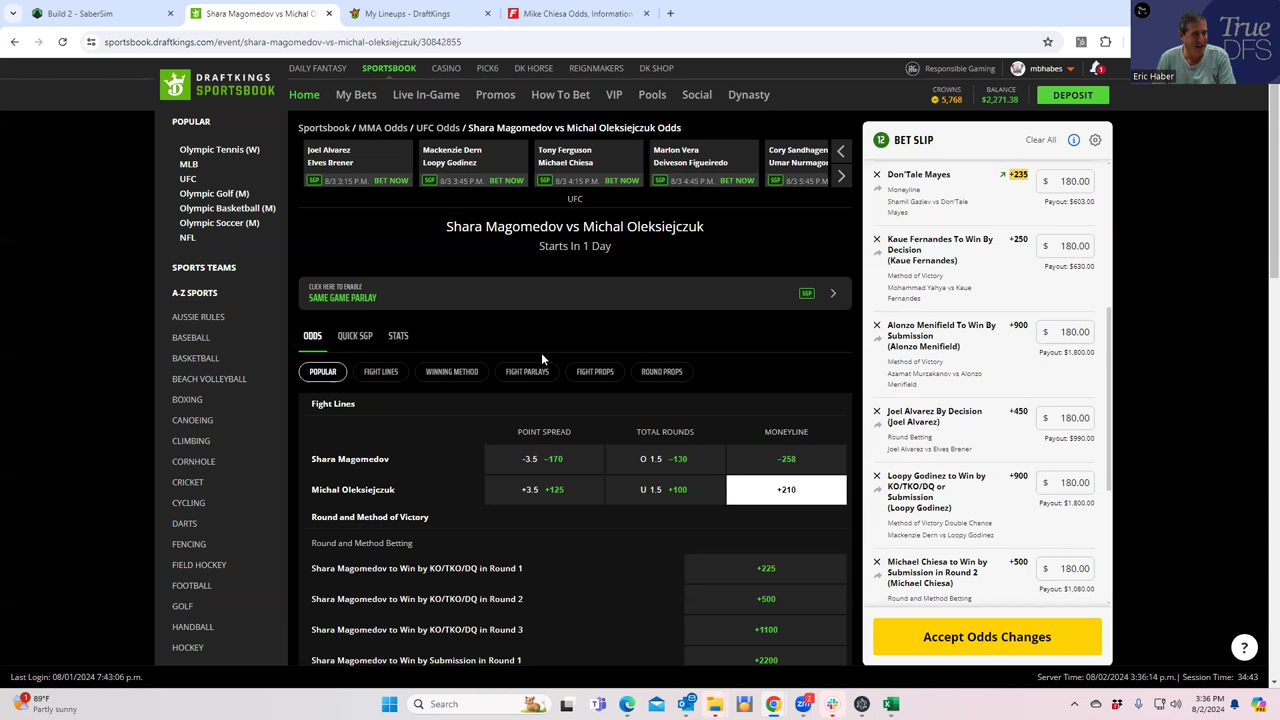 Build 2 - SaberSim
Shara Magomedov vs Michal Ol
My Lineups - DraftKings
Mike Chiesa Odds, Information
sportsbook.draftkings.com/event/shara-magomedov-vs-michal-oleksiejczuk/30842855
True
DFS
Eric Haber
DRAFTKINGS
SPORTSBOOK
DAILY FANTASY
SPORTSBOOK
CASINO
PICK6
DK HORSE
REIGNMAKERS
DK SHOP
RG Responsible Gaming
mbhabes
1
Home
My Bets
Live In-
Promos
How To Bet
VIP
Pools
Social
Dynasty
CROWNS
5,768
BALANCE
$2,271.38
DEPOSIT
POPULAR
Olympic Tennis (W)
MLB
UFC
Olympic Golf (M)
Olympic Basketball (M)
Olympic Soccer (M)
NFL
SPORTS TEAMS
A-Z SPORTS
AUSSIE RULES
BASEBALL
BASKETBALL
BEACH VOLLEYBALL
BOXING
CANOEING
CLIMBING
CORNHOLE
CRICKET
CYCLING
DARTS
FENCING
FIELD HOCKEY
FOOTBALL
GOLF
HANDBALL
HOCKEY
Sportsbook / MMA Odds / UFC Odds / Shara Magomedov vs Michal Oleksiejczuk Odds
Joel Alvarez
Elves Brener
SGP 8/3 3:15 P.M. BET NOW
Mackenzie Dern
Loopy Godinez
SGP 8/3 3:45 P.M. BET NOW
Tony Ferguson
Michael Chiesa
SGP 8/3 4:15 P.M. BET NOW
Marlon Vera
Deiveson Figueiredo
SGP 8/3 4:45 P.M. BET NOW
Cory Sandhagen
Umar Nurmagon
SGP 8/3 5:45 P.M. BET
UFC
Shara Magomedov vs Michal Oleksiejczuk
Starts In 1 Day
CLICK HERE TO ENABLE
SAME GAME PARLAY
SGP
ODDS
QUICK SGP
STATS
POPULAR
FIGHT LINES
WINNING METHOD
FIGHT PARLAYS
FIGHT PROPS
ROUND PROPS
Fight Lines
POINT SPREAD
TOTAL ROUNDS
MONEYLINE
Shara Magomedov
-3.5 −170
O 1.5 −130
−258
Michal Oleksiejczuk
+3.5 +125
U 1.5 +100
+210
Round and Method of Victory
Round and Method Betting
Shara Magomedov to Win by KO/TKO/DQ in Round 1
+225
Shara Magomedov to Win by KO/TKO/DQ in Round 2
+500
Shara Magomedov to Win by KO/TKO/DQ in Round 3
+1100
Shara Magomedov to Win by Submission in Round 1
+2200
12 BET SLIP
Clear All
Don'Tale Mayes
+235
$ 180.00
Moneyline
Payout: $603.00
Shamil Gaziev vs Don'Tale
Mayes
Kaue Fernandes To Win By
Decision
(Kaue Fernandes)
+250
$ 180.00
Payout: $630.00
Method of Victory
Mohammad Yahya vs Kaue
Fernandes
Alonzo Menifield To Win By
Submission
(Alonzo Menifield)
+900
$ 180.00
Payout: $1,800.00
Method of Victory
Azamat Murzakanov vs Alonzo
Menifield
Joel Alvarez By Decision
(Joel Alvarez)
+450
$ 180.00
Payout: $990.00
Round Betting
Joel Alvarez vs Elves Brener
Loopy Godinez to Win by
KO/TKO/DQ or
Submission
(Loopy Godinez)
+900
$ 180.00
Payout: $1,800.00
Method of Victory Double Chance
Mackenzie Dern vs Loopy Godinez
Michael Chiesa to Win by
Submission in Round 2
(Michael Chiesa)
+500
$ 180.00
Payout: $1,080.00
Round and Method Betting
Accept Odds Changes
?
Last Login: 08/01/2024 7:43:06 p.m.
Server Time: 08/02/2024 3:36:14 p.m.| Session Time: 34:43
1
89°F
Partly sunny
Search
2
3:36 PM
8/2/2024